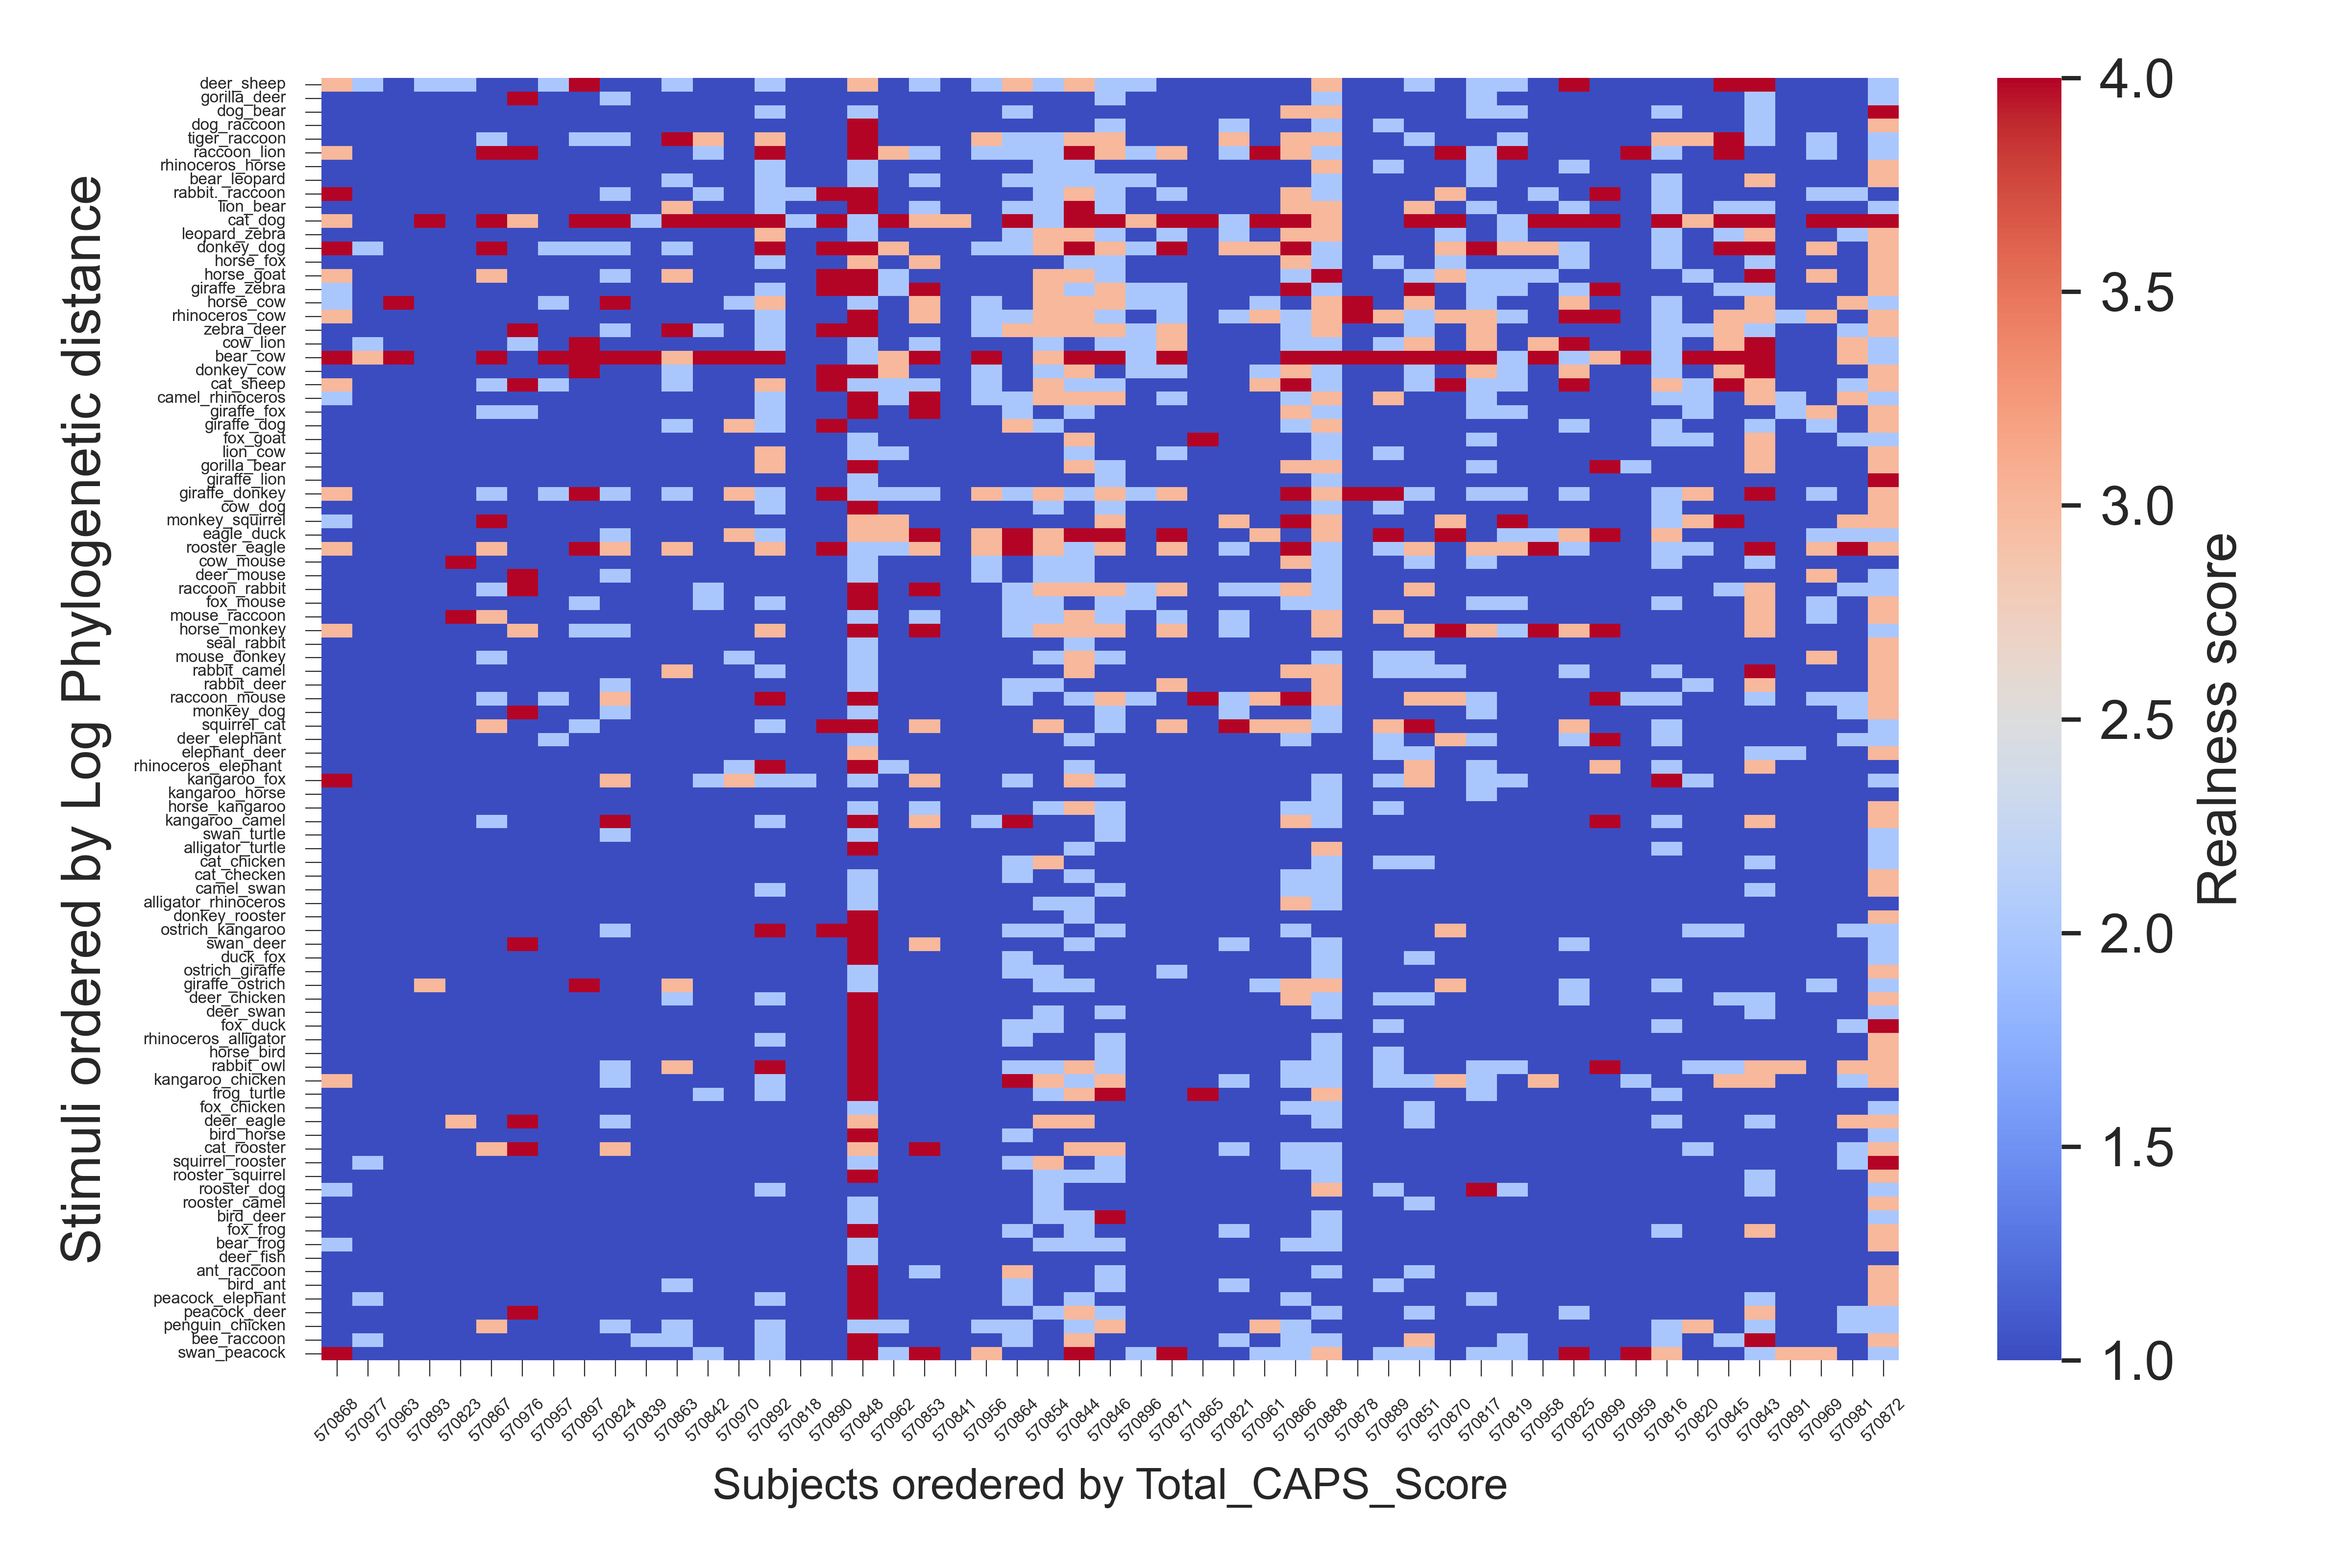 Stimuli ordered by Log Phylogenetic distance
deer_sheep
gorilla_deer
dog_bear
dog_raccoon
tiger_raccoon
raccoon_lion
rhinoceros_horse
bear_leopard
rabbit._raccoon
lion_bear
cat_dog
leopard_zebra
donkey_dog
horse_fox
horse_goat
giraffe_zebra
horse_cow
rhinoceros_cow
zebra_deer
cow_lion
bear_cow
donkey_cow
cat_sheep
camel_rhinoceros
giraffe_fox
giraffe_dog
fox_goat
lion_cow
gorilla_bear
giraffe_lion
giraffe_donkey
cow_dog
monkey_squirrel
eagle_duck
rooster_eagle
cow_mouse
deer_mouse
raccoon_rabbit
fox_mouse
mouse_raccoon
horse_monkey
seal_rabbit
mouse_donkey
rabbit_camel
rabbit_deer
raccoon_mouse
monkey_dog
squirrel_cat
deer_elephant
elephant_deer
rhinoceros_elephant
kangaroo_fox
kangaroo_horse
horse_kangaroo
kangaroo_camel
swan_turtle
alligator_turtle
cat_chicken
cat_checken
camel_swan
alligator_rhinoceros
donkey_rooster
ostrich_kangaroo
swan_deer
duck_fox
ostrich_giraffe
giraffe_ostrich
deer_chicken
deer_swan
fox_duck
rhinoceros_alligator
horse_bird
rabbit_owl
kangaroo_chicken
frog_turtle
fox_chicken
deer_eagle
bird_horse
cat_rooster
squirrel_rooster
rooster_squirrel
rooster_dog
rooster_camel
bird_deer
fox_frog
bear_frog
deer_fish
ant_raccoon
bird_ant
peacock_elephant
peacock_deer
penguin_chicken
bee_raccoon
swan_peacock
570868 570977 570963 570893 570823 570867 570976 570957 570897 570824 570839 570863 570842 570970 570892 570818 570890 570848 570962 570853 570841 570956 570864 570854 570844 570846 570896 570871 570865 570821 570961 570866 570888 570878 570889 570851 570870 570817 570819 570958 570825 570899 570959 570816 570820 570845 570843 570891 570969 570981 570872
Subjects oredered by Total_CAPS_Score
4.0
3.5
3.0
2.5
2.0
1.5
1.0
Realness score